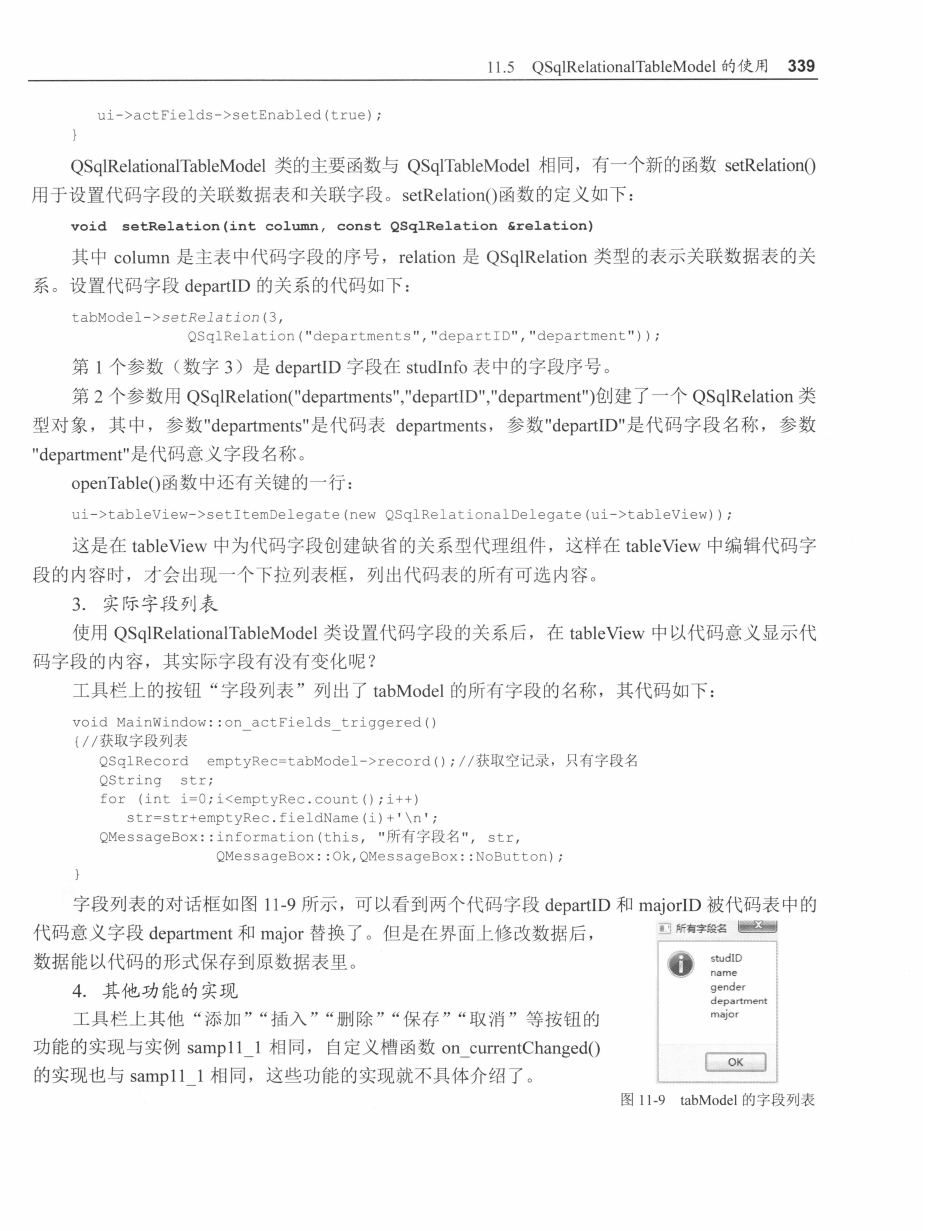 11.5 QSqlRelationalTableModel 的使用 339
ui->actFields->setEnabled(true);
}
QSqlRelationalTableModel 类的主要函数与 QSqlTableModel 相同，有一个新的函数 setRelation()
用于设置代码字段的关联数据表和关联字段。setRelation()函数的定义如下：
void setRelation(int column, const QSqlRelation &relation)
其中 column 是主表中代码字段的序号，relation 是 QSqlRelation 类型的表示关联数据表的关
系。设置代码字段 departID 的关系的代码如下：
tabModel->setRelation(3,
QSqlRelation("departments","departID","department"));
第 1 个参数（数字 3）是 departID 字段在 studInfo 表中的字段序号。
第 2 个参数用 QSqlRelation("departments","departID","department")创建了一个 QSqlRelation 类
型对象，其中，参数"departments"是代码表 departments，参数"departID"是代码字段名称，参数
"department"是代码意义字段名称。
openTable()函数中还有关键的一行：
ui->tableView->setItemDelegate(new QSqlRelationalDelegate(ui->tableView));
这是在 tableView 中为代码字段创建缺省的关系型代理组件，这样在 tableView 中编辑代码字
段的内容时，才会出现一个下拉列表框，列出代码表的所有可选内容。
3. 实际字段列表
使用 QSqlRelationalTableModel 类设置代码字段的关系后，在 tableView 中以代码意义显示代
码字段的内容，其实际字段有没有变化呢？
工具栏上的按钮“字段列表”列出了 tabModel 的所有字段的名称，其代码如下：
void MainWindow::on_actFields_triggered()
{//获取字段列表
QSqlRecord emptyRec=tabModel->record();//获取空记录，只有字段名
QString str;
for (int i=0;i<emptyRec.count();i++)
str=str+emptyRec.fieldName(i)+'\n';
QMessageBox::information(this, "所有字段名", str,
QMessageBox::Ok,QMessageBox::NoButton);
}
字段列表的对话框如图 11-9 所示，可以看到两个代码字段 departID 和 majorID 被代码表中的
代码意义字段 department 和 major 替换了。但是在界面上修改数据后，
数据能以代码的形式保存到原数据表里。
4. 其他功能的实现
工具栏上其他“添加”“插入”“删除”“保存”“取消”等按钮的
功能的实现与实例 samp11_1 相同，自定义槽函数 on_currentChanged()
的实现也与 samp11_1 相同，这些功能的实现就不具体介绍了。
所有字段名
studID
name
gender
department
major
OK
图 11-9 tabModel 的字段列表